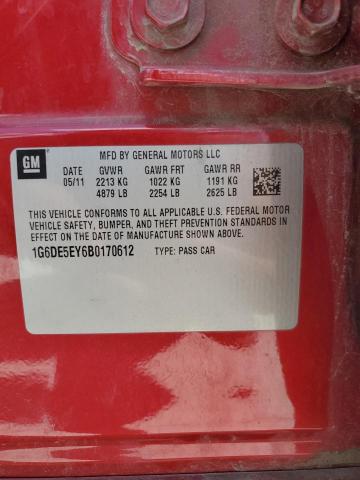 GM
MFD BY GENERAL MOTORS LLC
DATE GVWR GAWR FRT GAWR RR
05/11 2213 KG 1022 KG 1191 KG
4879 LB 2254 LB 2625 LB
THIS VEHICLE CONFORMS TO ALL APPLICABLE U.S. FEDERAL MOTOR
VEHICLE SAFETY, BUMPER, AND THEFT PREVENTION STANDARDS IN
EFFECT ON THE DATE OF MANUFACTURE SHOWN ABOVE.
1G6DE5EY6B0170612 TYPE: PASS CAR